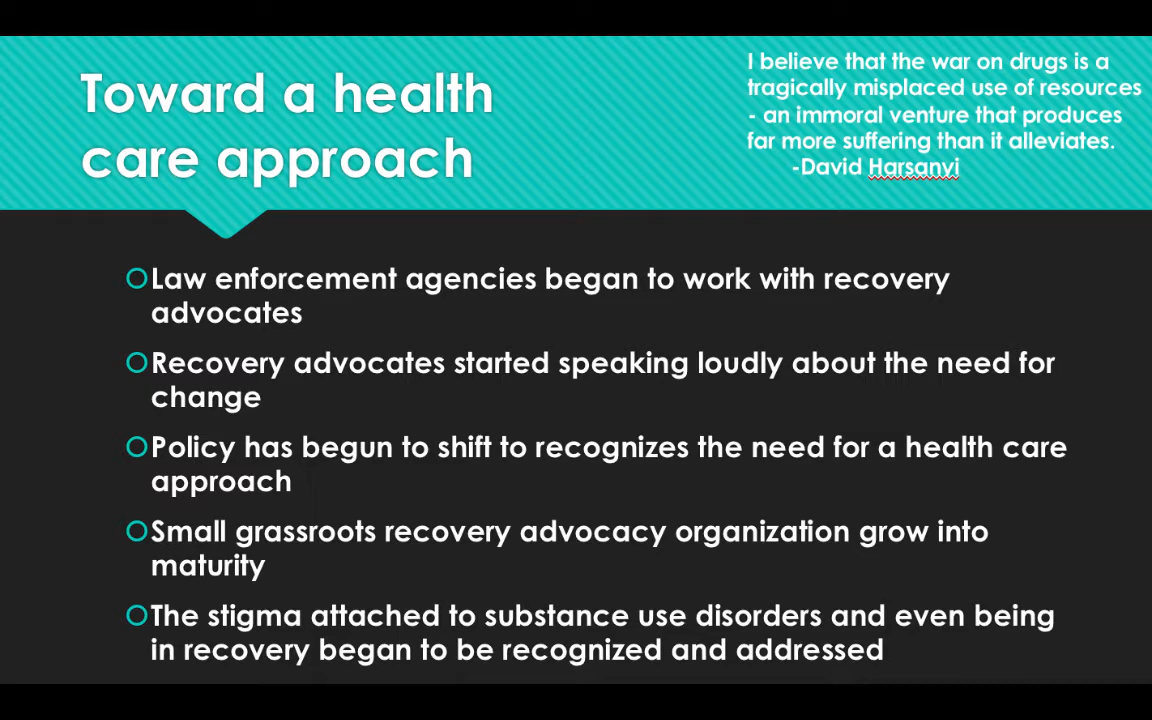 Toward a health
care approach
I believe that the war on drugs is a
tragically misplaced use of resources
- an immoral venture that produces
far more suffering than it alleviates.
-David Harsanyi
Law enforcement agencies began to work with recovery
advocates
Recovery advocates started speaking loudly about the need for
change
Policy has begun to shift to recognizes the need for a health care
approach
Small grassroots recovery advocacy organization grow into
maturity
The stigma attached to substance use disorders and even being
in recovery began to be recognized and addressed